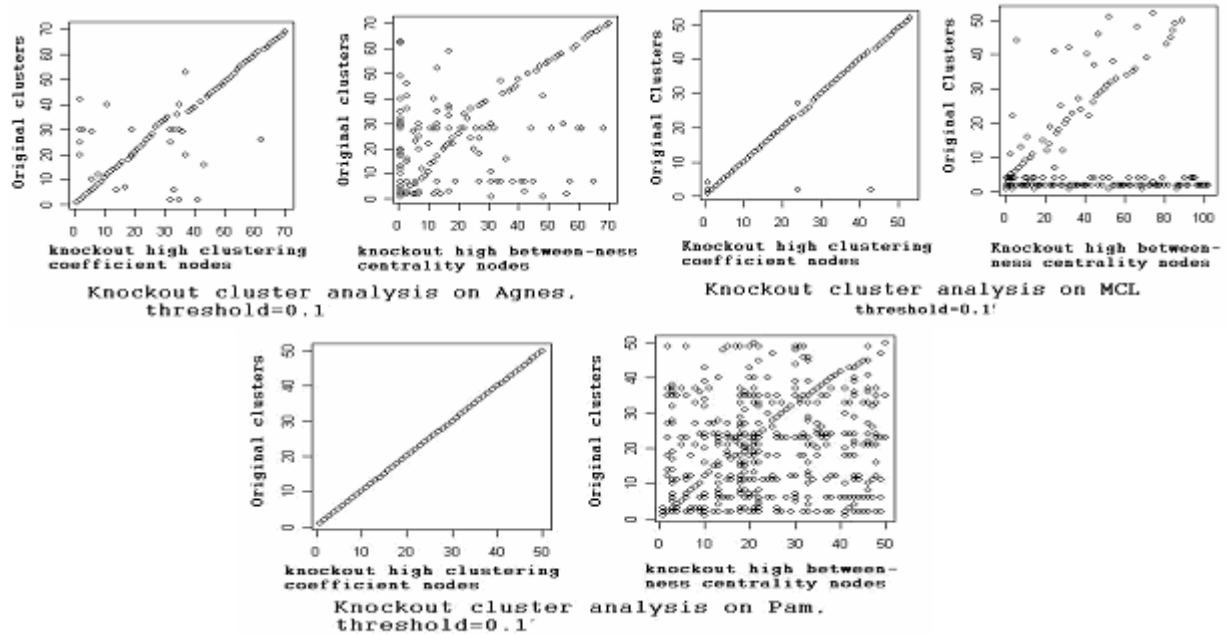 Original clusters
70
60
50
40
30
20
10
0
0 10 20 30 40 50 60 70
knockout high clustering
coefficient nodes
Original clusters
70
60
50
40
30
20
10
0
0 10 20 30 40 50 60 70
knockout high between-ness
centrality nodes
Knockout cluster analysis on Agnes,
threshold=0.1
Original Clusters
50
40
30
20
10
0
0 10 20 30 40 50
Knockout high clustering
coefficient nodes
Original Clusters
50
40
30
20
10
0
0 20 40 60 80 100
Knockout high between-
ness centrality nodes
Knockout cluster analysis on MCL
threshold=0.1'
Original clusters
50
40
30
20
10
0
0 10 20 30 40 50
knockout high clustering
coefficient nodes
Original clusters
50
40
30
20
10
0
0 10 20 30 40 50
knockout high between-
ness centrality nodes
Knockout cluster analysis on Pam,
threshold=0.1'